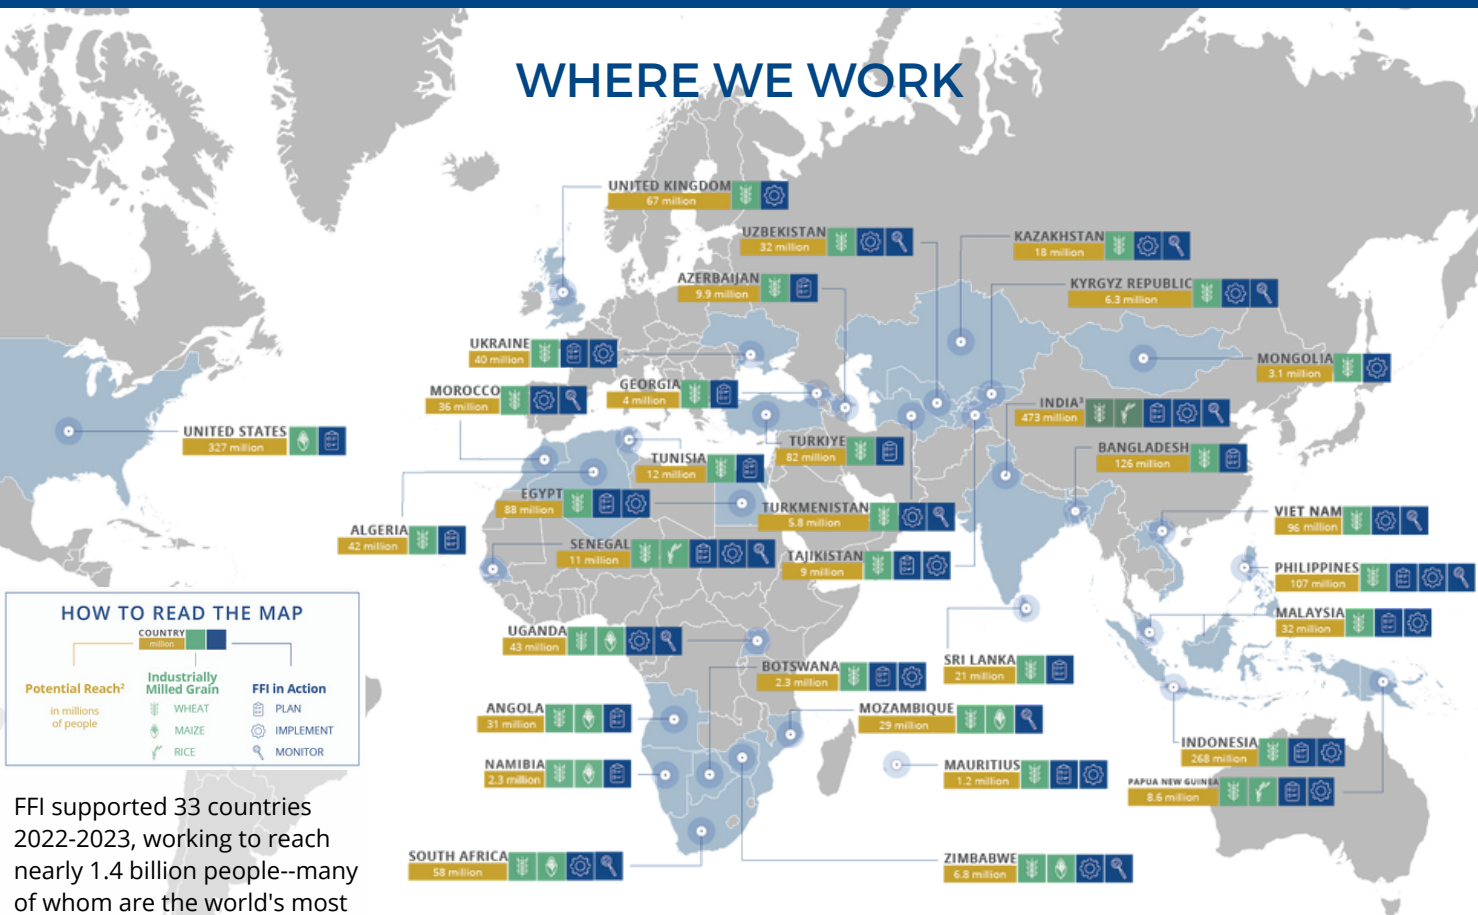 WHERE WE WORK
UNITED KINGDOM
67 million
UZBEKISTAN
32 million
KAZAKHSTAN
18 million
AZERBAIJAN
9.9 million
KYRGYZ REPUBLIC
6.3 million
UKRAINE
40 million
MONGOLIA
3.1 million
MOROCCO
36 million
GEORGIA
4 million
INDIA³
473 million
UNITED STATES
327 million
TURKIYE
82 million
BANGLADESH
126 million
TUNISIA
12 million
EGYPT
88 million
TURKMENISTAN
5.8 million
VIET NAM
96 million
ALGERIA
42 million
SENEGAL
11 million
TAJIKISTAN
9 million
PHILIPPINES
107 million
MALAYSIA
32 million
UGANDA
43 million
BOTSWANA
2.3 million
SRI LANKA
21 million
ANGOLA
31 million
MOZAMBIQUE
29 million
INDONESIA
268 million
NAMIBIA
2.3 million
MAURITIUS
1.2 million
PAPUA NEW GUINEA
8.6 million
SOUTH AFRICA
58 million
ZIMBABWE
6.8 million
HOW TO READ THE MAP
COUNTRY
million
Potential Reach²
in millions
of people
Industrially
Milled Grain
WHEAT
MAIZE
RICE
FFI in Action
PLAN
IMPLEMENT
MONITOR
FFI supported 33 countries
2022-2023, working to reach
nearly 1.4 billion people--many
of whom are the world's most